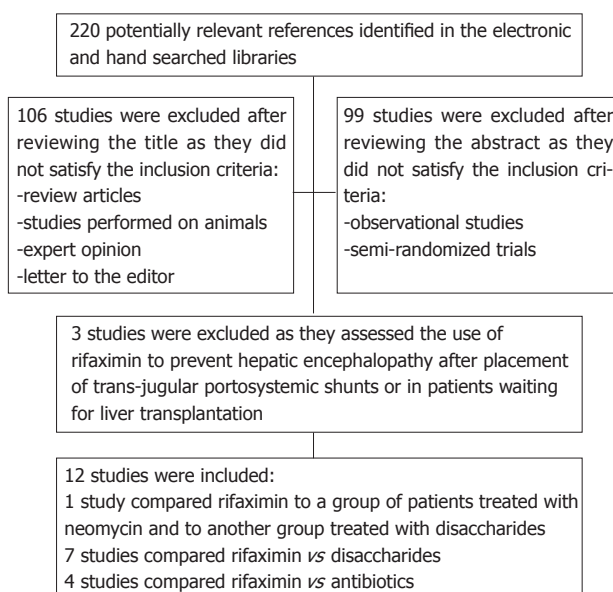 220 potentially relevant references identified in the electronic
and hand searched libraries
106 studies were excluded after
reviewing the title as they did
not satisfy the inclusion criteria:
-review articles
-studies performed on animals
-expert opinion
-letter to the editor
99 studies were excluded after
reviewing the abstract as they
did not satisfy the inclusion cri-
teria:
-observational studies
-semi-randomized trials
3 studies were excluded as they assessed the use of
rifaximin to prevent hepatic encephalopathy after placement
of trans-jugular portosystemic shunts or in patients waiting
for liver transplantation
12 studies were included:
1 study compared rifaximin to a group of patients treated with
neomycin and to another group treated with disaccharides
7 studies compared rifaximin vs disaccharides
4 studies compared rifaximin vs antibiotics